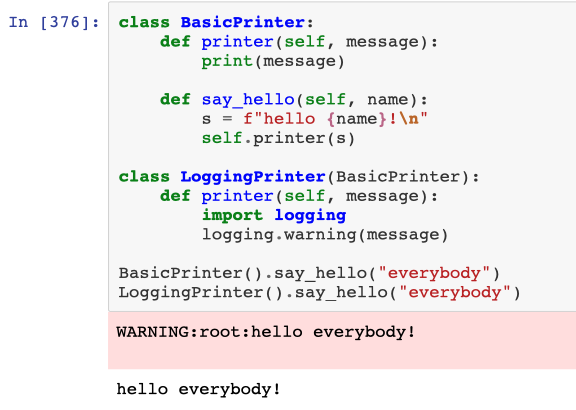 In [376]:
class BasicPrinter:
    def printer(self, message):
        print(message)

    def say_hello(self, name):
        s = f"hello {name}!\n"
        self.printer(s)

class LoggingPrinter(BasicPrinter):
    def printer(self, message):
        import logging
        logging.warning(message)

BasicPrinter().say_hello("everybody")
LoggingPrinter().say_hello("everybody")
WARNING:root:hello everybody!
hello everybody!